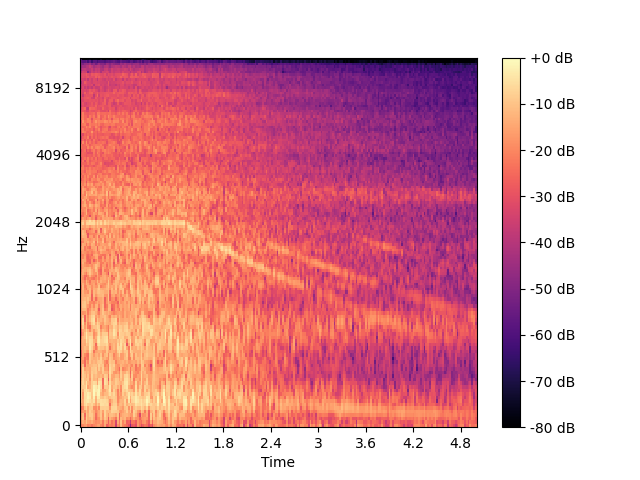 8192
4096
2048
1024
512
0
Hz
0 0.6 1.2 1.8 2.4 3 3.6 4.2 4.8
Time
+0 dB
-10 dB
-20 dB
-30 dB
-40 dB
-50 dB
-60 dB
-70 dB
-80 dB